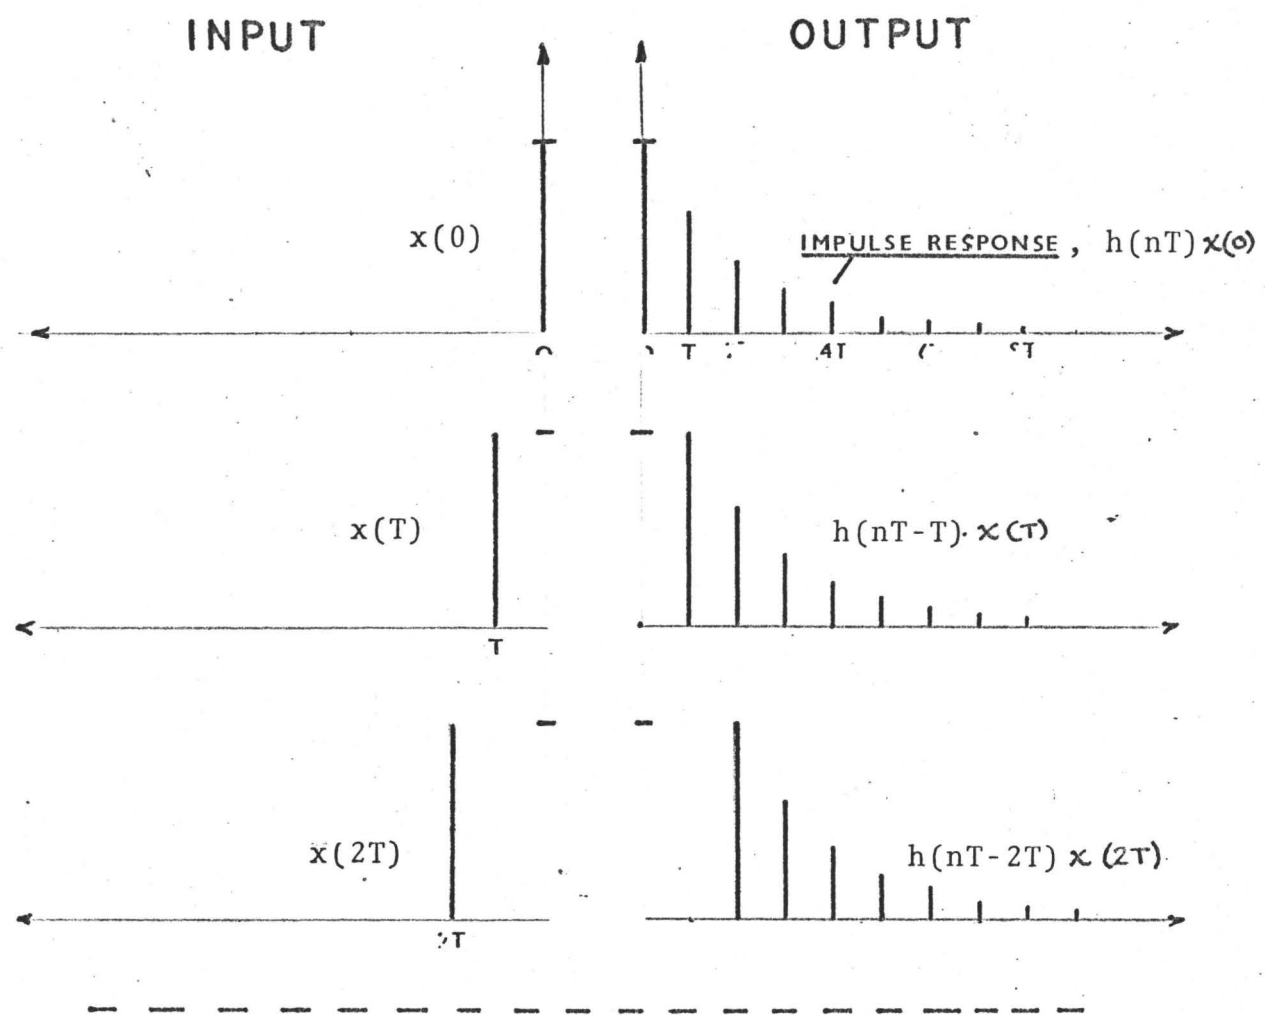 INPUT OUTPUT
x(0)
IMPULSE RESPONSE, h(nT)x(0)
T 4T
x(T)
h(nT-T). x(T)
T
x(2T)
h(nT-2T) x(2T)